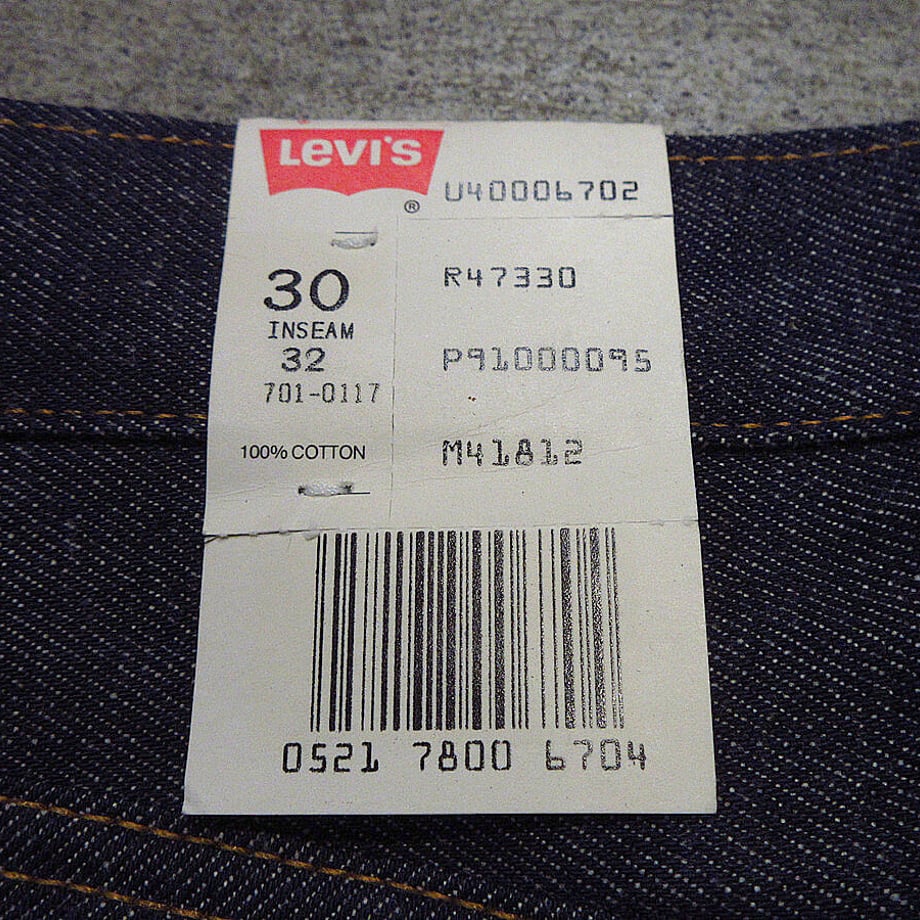 LEVI'S
®
U40006702
30
INSEAM
32
701-0117
100% COTTON
R47330
P91000095
M41812
0521 7800 6704